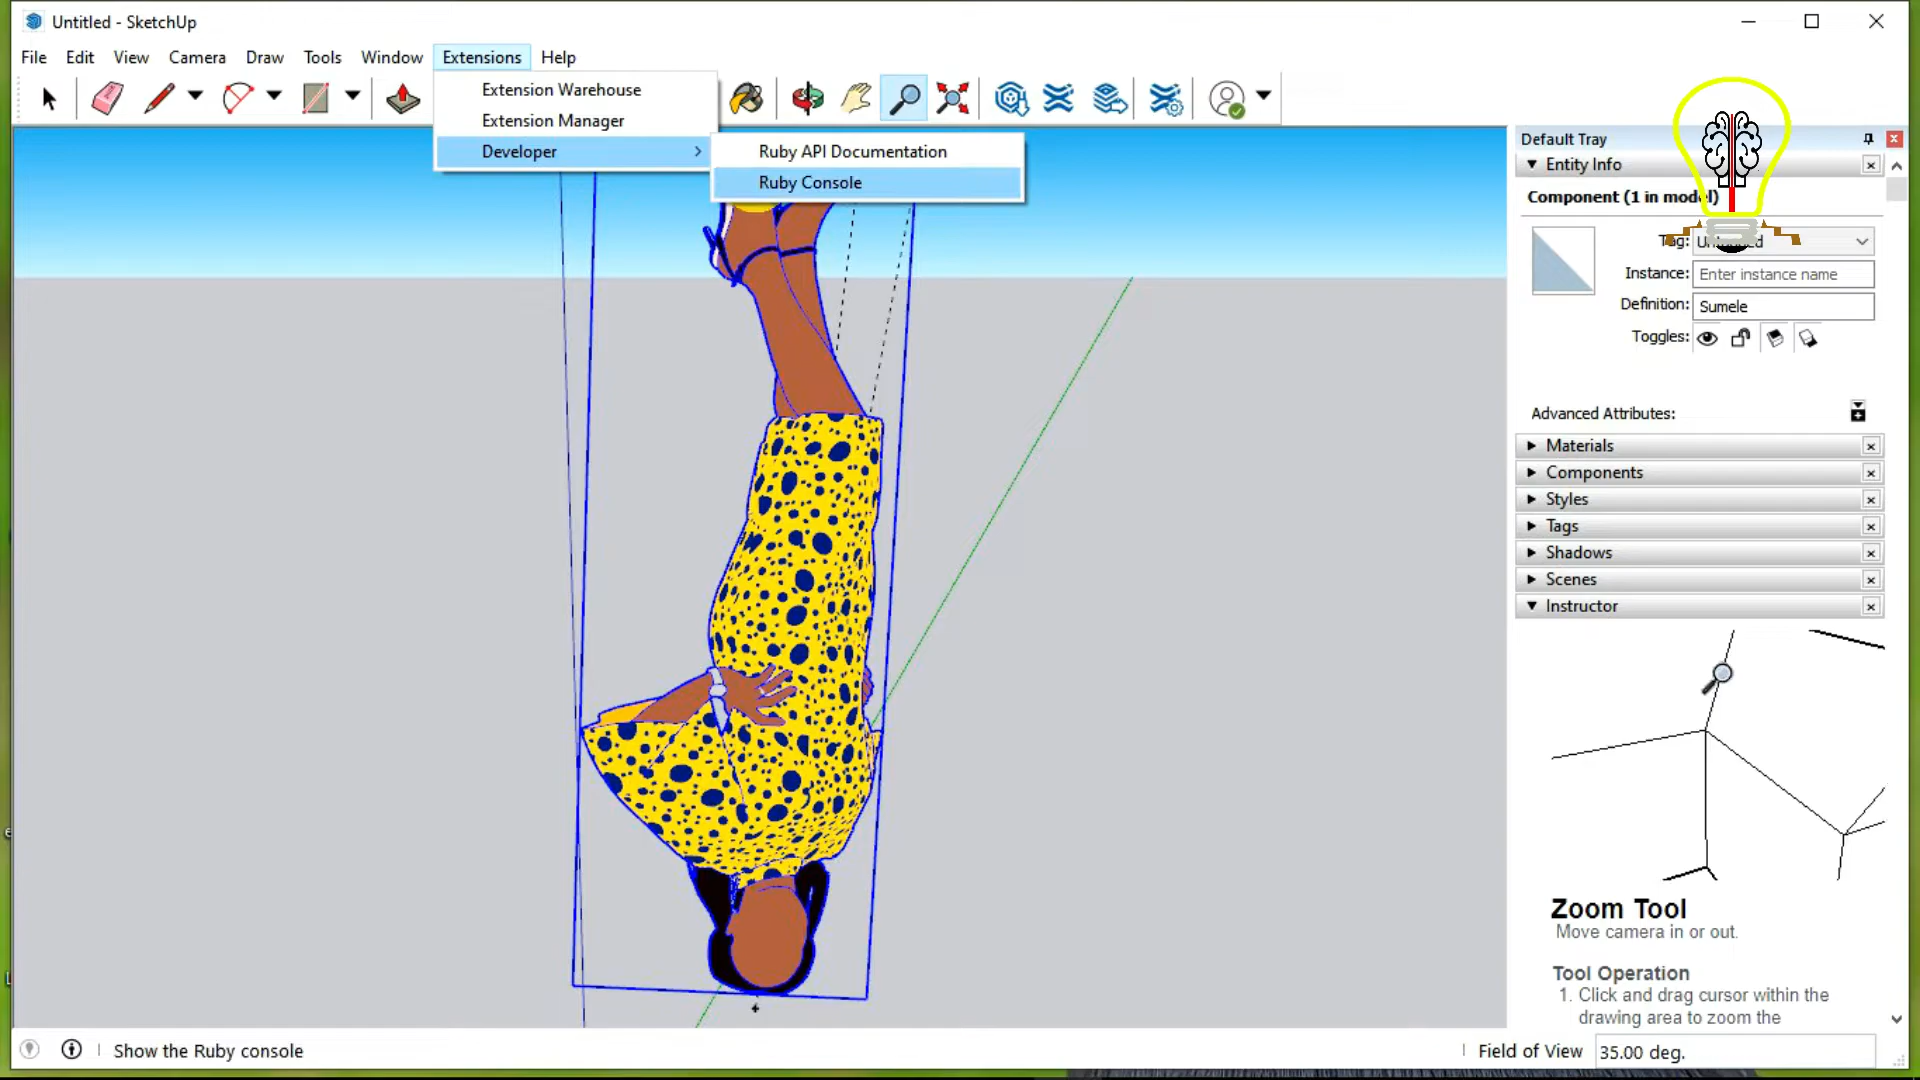 Untitled - SketchUp
File Edit View Camera Draw Tools Window Extensions Help
Extension Warehouse
Extension Manager
Developer
Ruby API Documentation
Ruby Console
Default Tray
Entity Info
Component (1 in model)
Tag:
Instance: Enter instance name
Definition: Sumele
Toggles:
Advanced Attributes:
Materials
Components
Styles
Tags
Shadows
Scenes
Instructor
Zoom Tool
Move camera in or out.
Tool Operation
1. Click and drag cursor within the
drawing area to zoom the
Show the Ruby console
Field of View 35.00 deg.